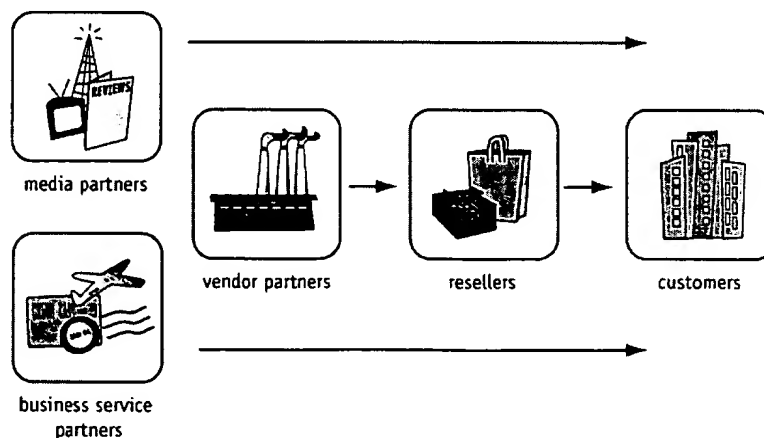 REVIEWS
media partners
vendor partners
resellers
customers
business service
partners